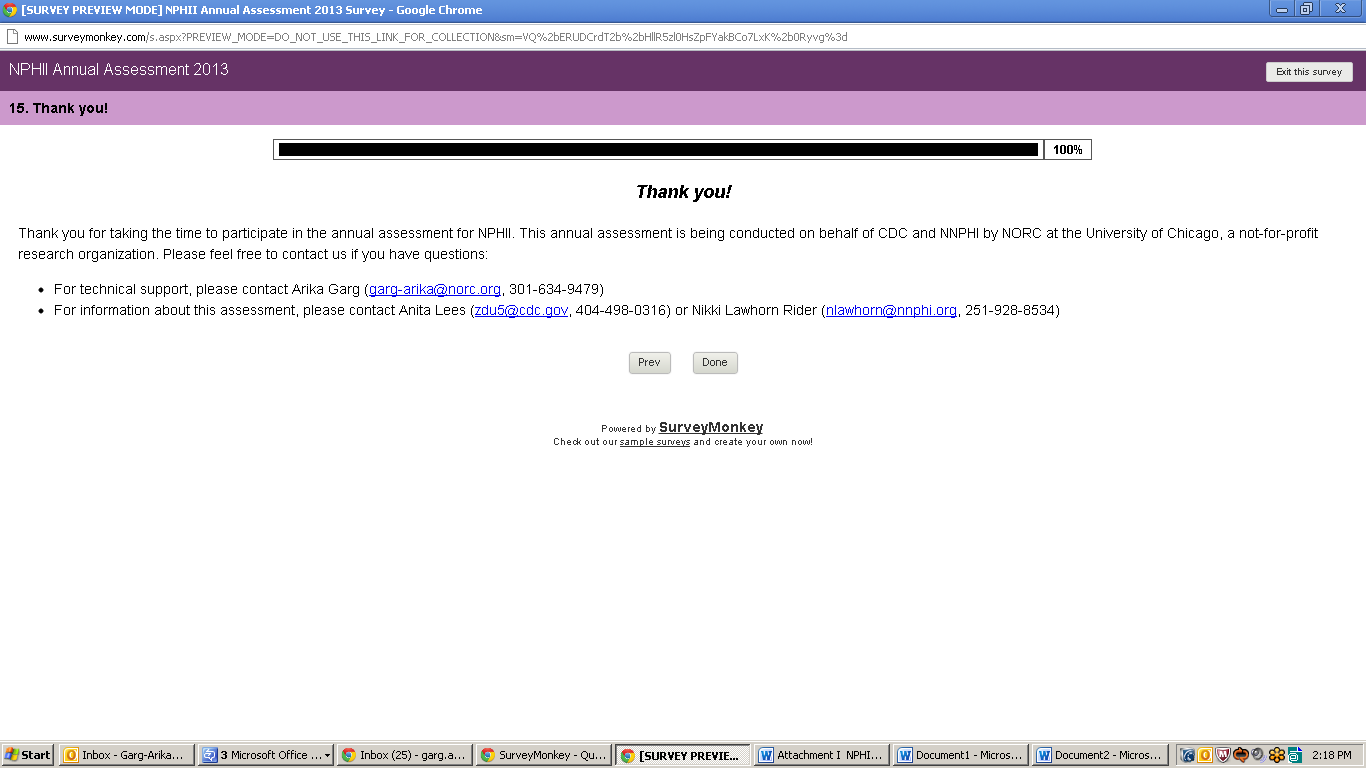 [SURVEY PREVIEW MODE] NPHII Annual Assessment 2013 Survey - Google Chrome
www.surveymonkey.com/s.aspx?PREVIEW_MODE=DO_NOT_USE_THIS_LINK_FOR_COLLECTION&sm=VQ%2bERUDCrdT2b%2bHllR5zl0HsZpFYakBCo7LxK%2b0Ryvg%3d
NPHII Annual Assessment 2013
Exit this survey
15. Thank you!
100%
Thank you!
Thank you for taking the time to participate in the annual assessment for NPHII. This annual assessment is being conducted on behalf of CDC and NNPHI by NORC at the University of Chicago, a not-for-profit
research organization. Please feel free to contact us if you have questions:
• For technical support, please contact Arika Garg (garg-arika@norc.org, 301-634-9479)
• For information about this assessment, please contact Anita Lees (zdu5@cdc.gov, 404-498-0316) or Nikki Lawhorn Rider (nlawhorn@nnphi.org, 251-928-8534)
Prev Done
Powered by SurveyMonkey
Check out our sample surveys and create your own now!
Start Inbox - Garg-Arika... 3 Microsoft Office ... Inbox (25) - garg.a... SurveyMonkey - Qu... [SURVEY PREVIE... Attachment I NPHI... Document1 - Micros... Document2 - Micros... 2:18 PM